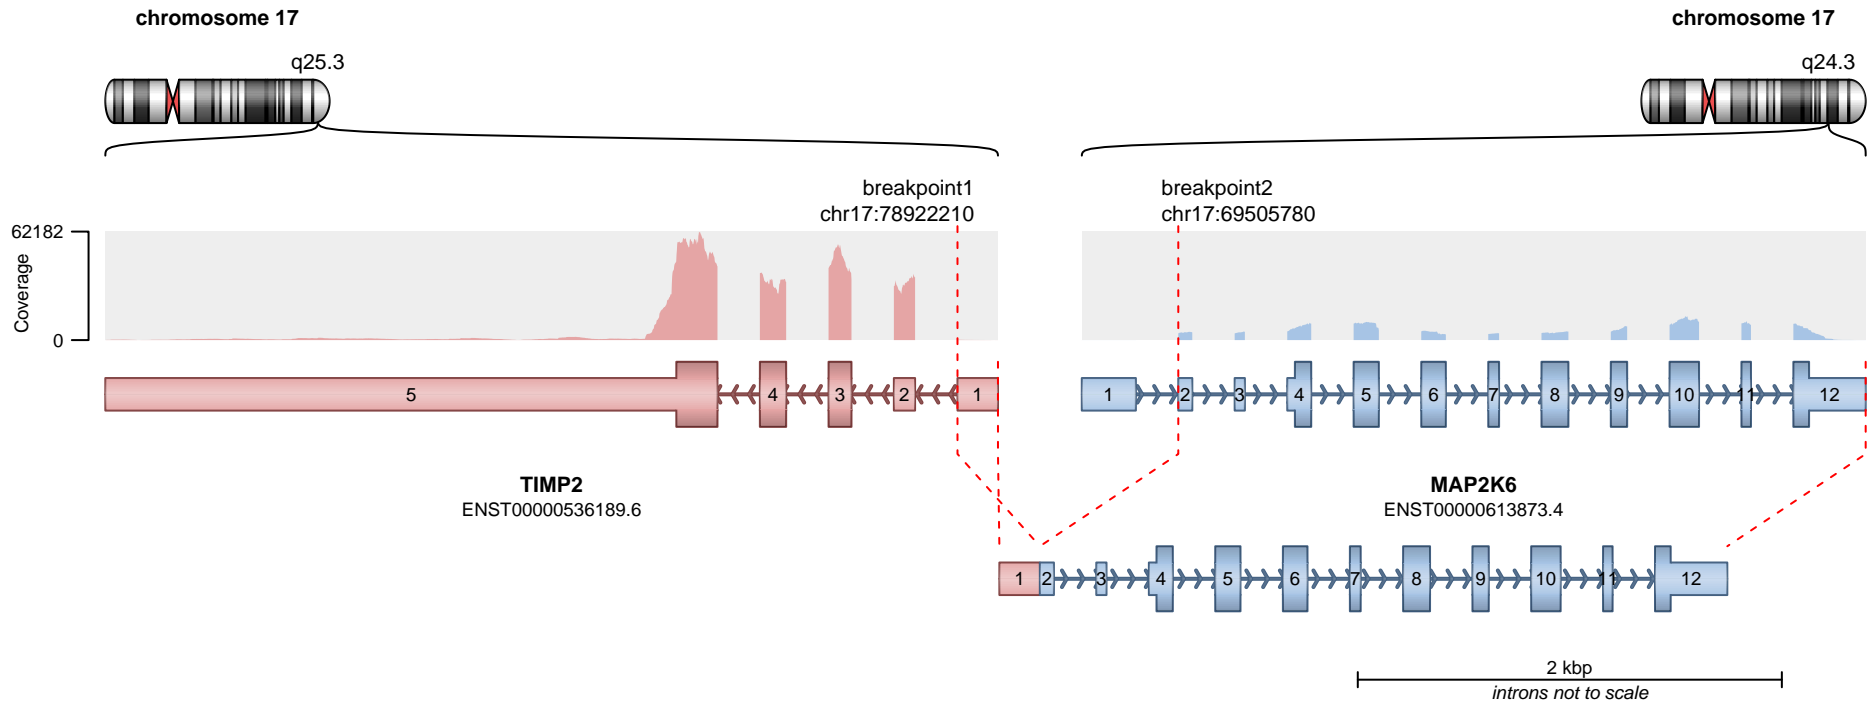 chromosome 17
chromosome 17
q25.3
q24.3
breakpoint1
chr17:78922210
breakpoint2
chr17:69505780
62182
Coverage
0
5 4 3 2 1
1 2 3 4 5 6 7 8 9 10 11 12
TIMP2
ENST00000536189.6
MAP2K6
ENST00000613873.4
1 2 3 4 5 6 7 8 9 10 11 12
2 kbp
introns not to scale